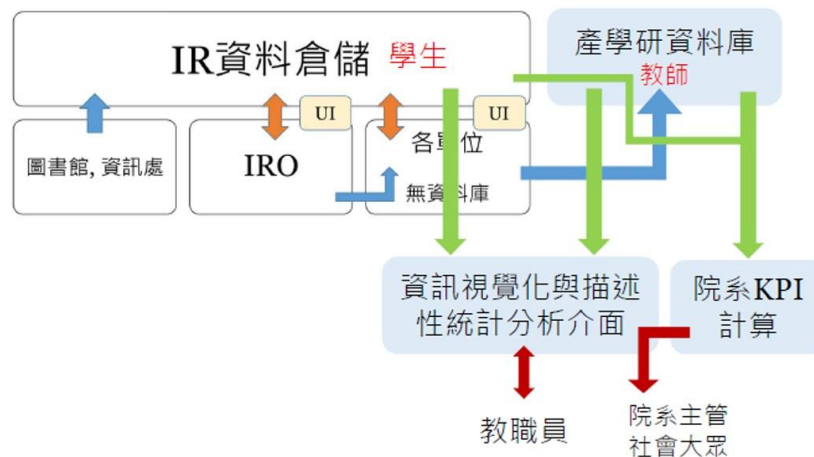 IR資料倉儲 學生
產學研資料庫
教師
UI
UI
圖書館, 資訊處
IRO
各單位
無資料庫
資訊視覺化與描述
性統計分析介面
院系KPI
計算
教職員
院系主管
社會大眾